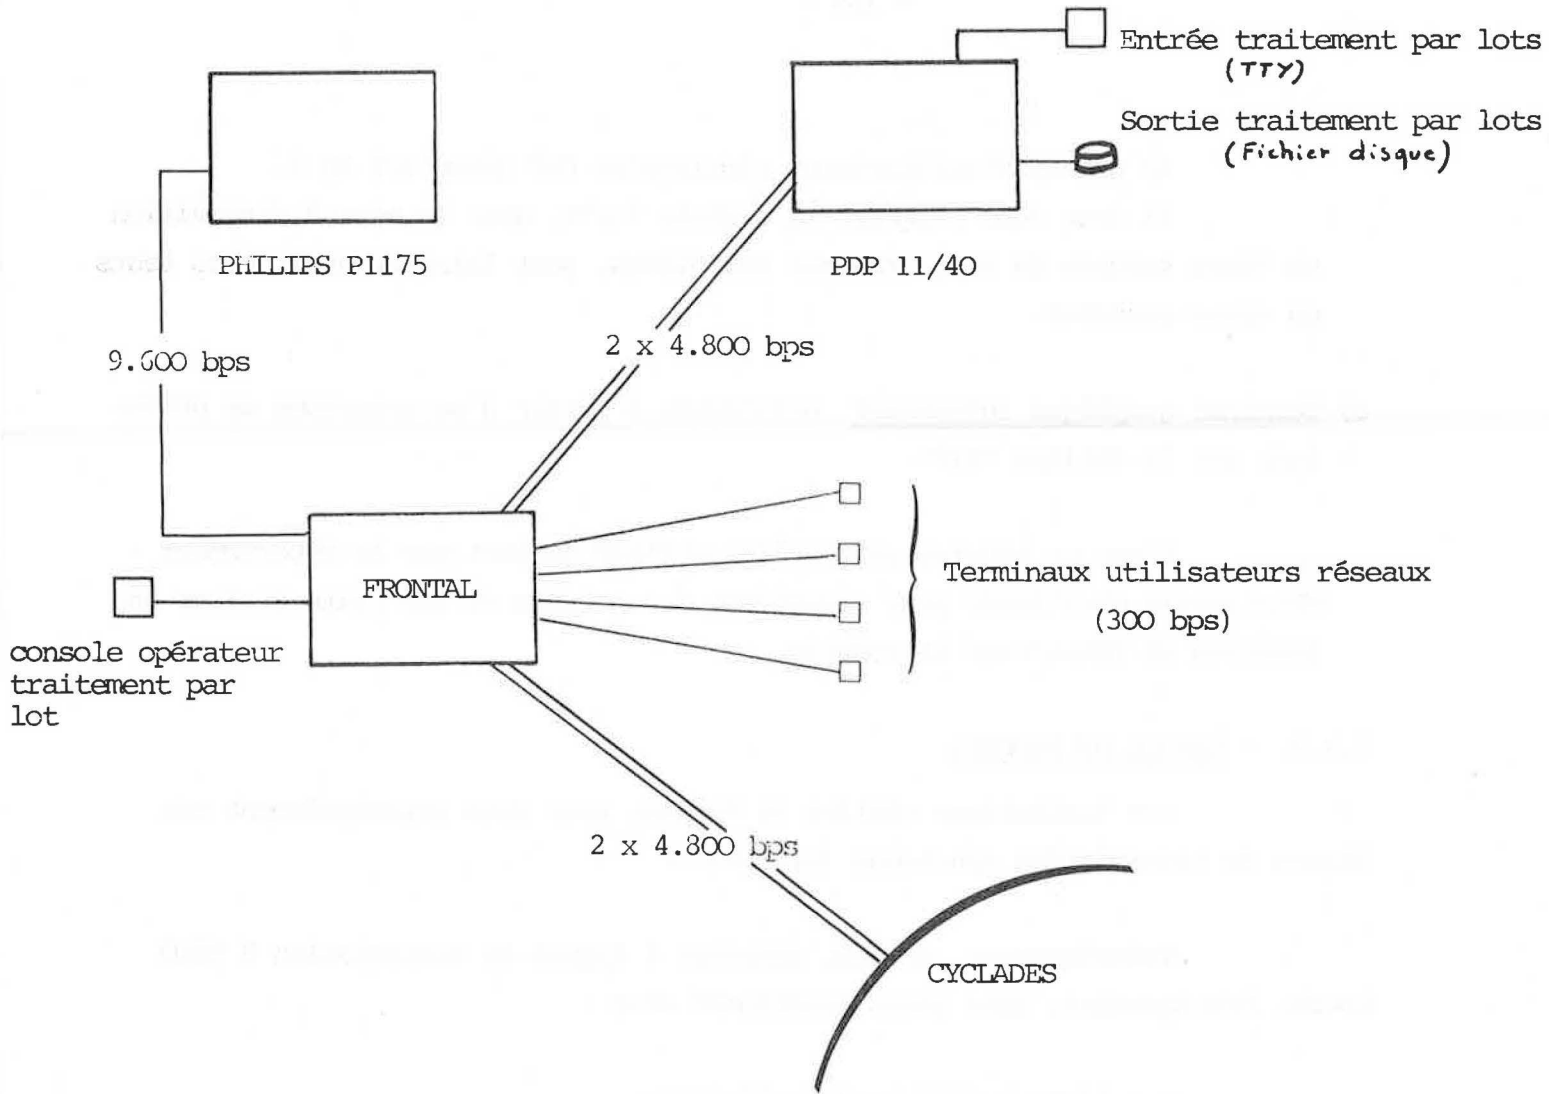 Entrée traitement par lots
(TTY)
Sortie traitement par lots
(Fichier disque)
PHILIPS P1175
PDP 11/40
9.600 bps
2 x 4.800 bps
FRONTAL
Terminaux utilisateurs réseaux
(300 bps)
console opérateur
traitement par
lot
2 x 4.800 bps
CYCLADES